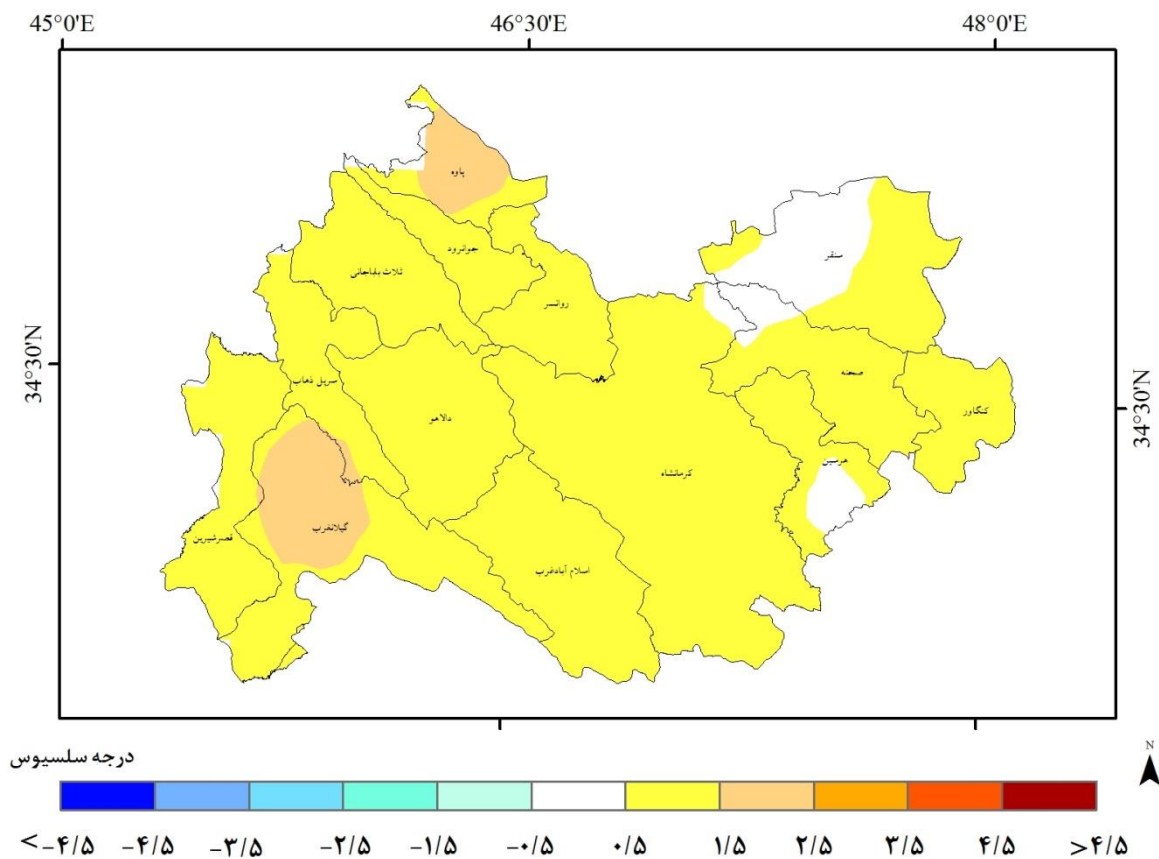 45°0'E 46°30'E 48°0'E
پاوه
سنقر
جوانرود
ثلاث باباجانی
روانسر
34°30'N
34°30'N
سرپل ذهاب
صحنه
دالاهو
کنگاور
هرسین
کرمانشاه
گیلانغرب
قصرشیرین
اسلام آبادغرب
درجه سلسیوس
N
<-۴/۵ -۴/۵ -۳/۵ -۲/۵ -۱/۵ -۰/۵ ۰/۵ ۱/۵ ۲/۵ ۳/۵ ۴/۵ >۴/۵